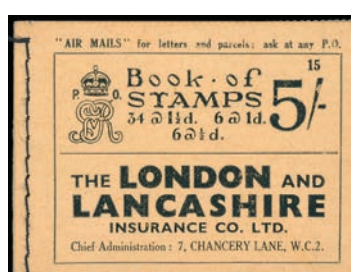 "AIR MAILS" for letters and parcels; ask at any P.O.
15
P. O.
Book · of
STAMPS
5/-
34 @ 1½d. 6 @ 1d.
6 @ ½d.
THE LONDON AND
LANCASHIRE
INSURANCE CO. LTD.
Chief Administration: 7, CHANCERY LANE, W.C.2.